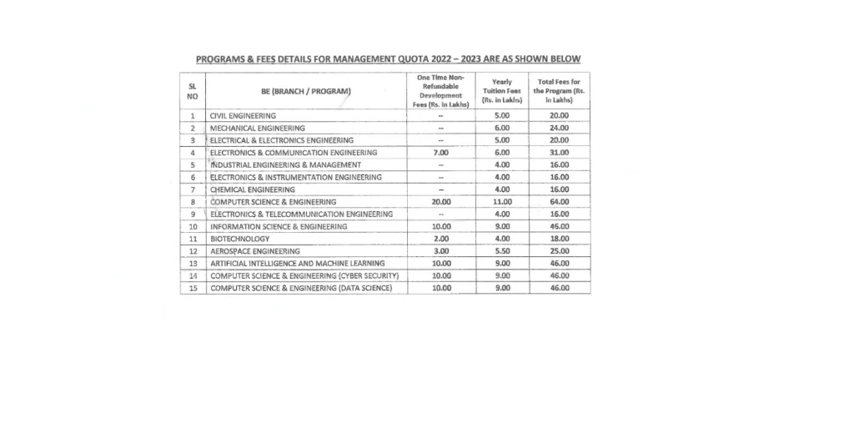 PROGRAMS & FEES DETAILS FOR MANAGEMENT QUOTA 2022 – 2023 ARE AS SHOWN BELOW
SL NO | BE (BRANCH / PROGRAM) | One Time Non-Refundable Development Fees (Rs. in Lakhs) | Yearly Tuition Fees (Rs. in Lakhs) | Total Fees for the Program (Rs. in Lakhs)
1 | CIVIL ENGINEERING | -- | 5.00 | 20.00
2 | MECHANICAL ENGINEERING | -- | 6.00 | 24.00
3 | ELECTRICAL & ELECTRONICS ENGINEERING | -- | 5.00 | 20.00
4 | ELECTRONICS & COMMUNICATION ENGINEERING | 7.00 | 6.00 | 31.00
5 | INDUSTRIAL ENGINEERING & MANAGEMENT | -- | 4.00 | 16.00
6 | ELECTRONICS & INSTRUMENTATION ENGINEERING | -- | 4.00 | 16.00
7 | CHEMICAL ENGINEERING | -- | 4.00 | 16.00
8 | COMPUTER SCIENCE & ENGINEERING | 20.00 | 11.00 | 64.00
9 | ELECTRONICS & TELECOMMUNICATION ENGINEERING | -- | 4.00 | 16.00
10 | INFORMATION SCIENCE & ENGINEERING | 10.00 | 9.00 | 46.00
11 | BIOTECHNOLOGY | 2.00 | 4.00 | 18.00
12 | AEROSPACE ENGINEERING | 3.00 | 5.50 | 25.00
13 | ARTIFICIAL INTELLIGENCE AND MACHINE LEARNING | 10.00 | 9.00 | 46.00
14 | COMPUTER SCIENCE & ENGINEERING (CYBER SECURITY) | 10.00 | 9.00 | 46.00
15 | COMPUTER SCIENCE & ENGINEERING (DATA SCIENCE) | 10.00 | 9.00 | 46.00